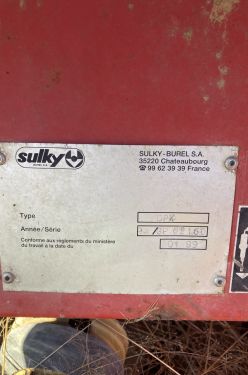 sulky
SULKY-BUREL S.A.
35220 Chateaubourg
☎ 99 62 39 39 France
Type DPX
Année/Série
Conforme aux règlements du ministère
du travail à la date du 01 99